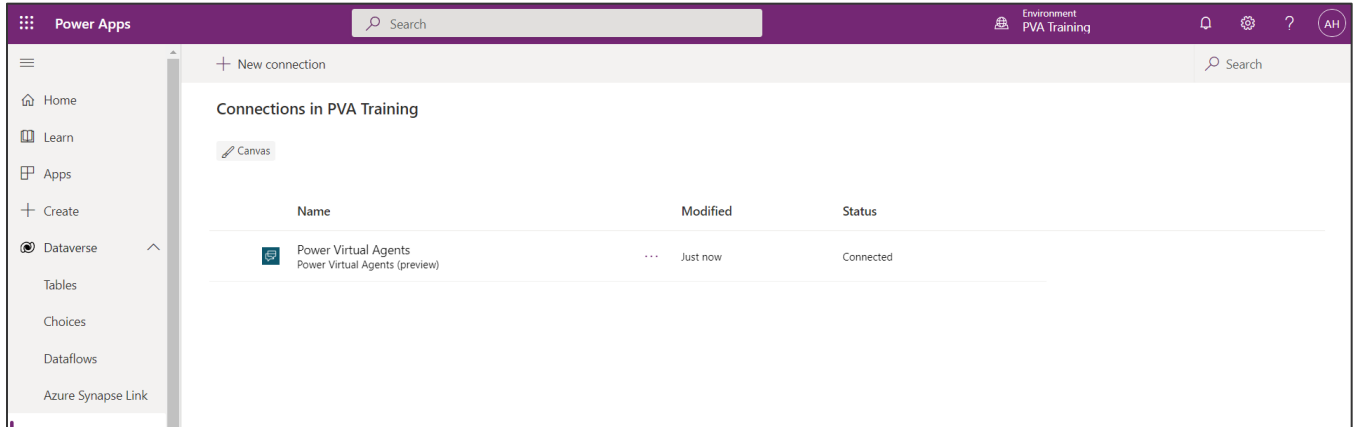 Power Apps
Search
Environment
PVA Training
?
AH
New connection
Search
Home
Learn
Apps
Create
Dataverse
Tables
Choices
Dataflows
Azure Synapse Link
Connections in PVA Training
Canvas
Name Modified Status
Power Virtual Agents ... Just now Connected
Power Virtual Agents (preview)